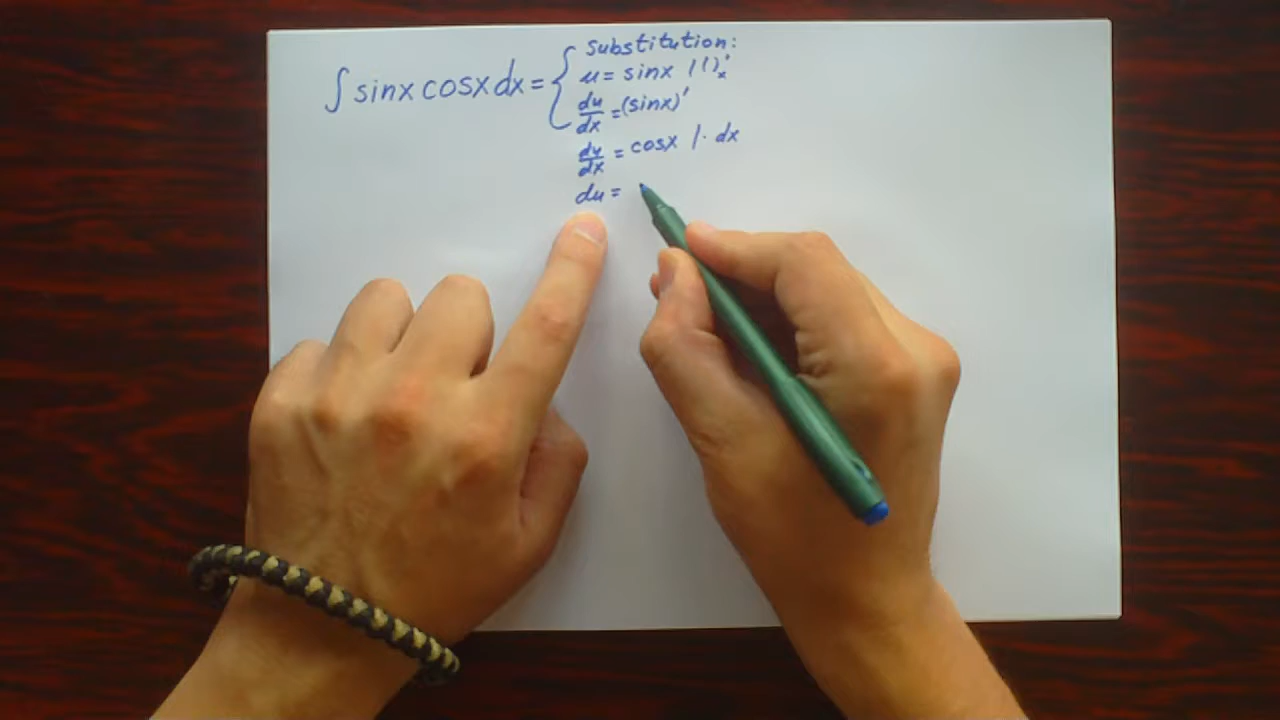 ∫ sinx cosx dx = {
Substitution:
u = sinx |()'ₓ
du/dx = (sinx)'
du/dx = cosx |· dx
du =